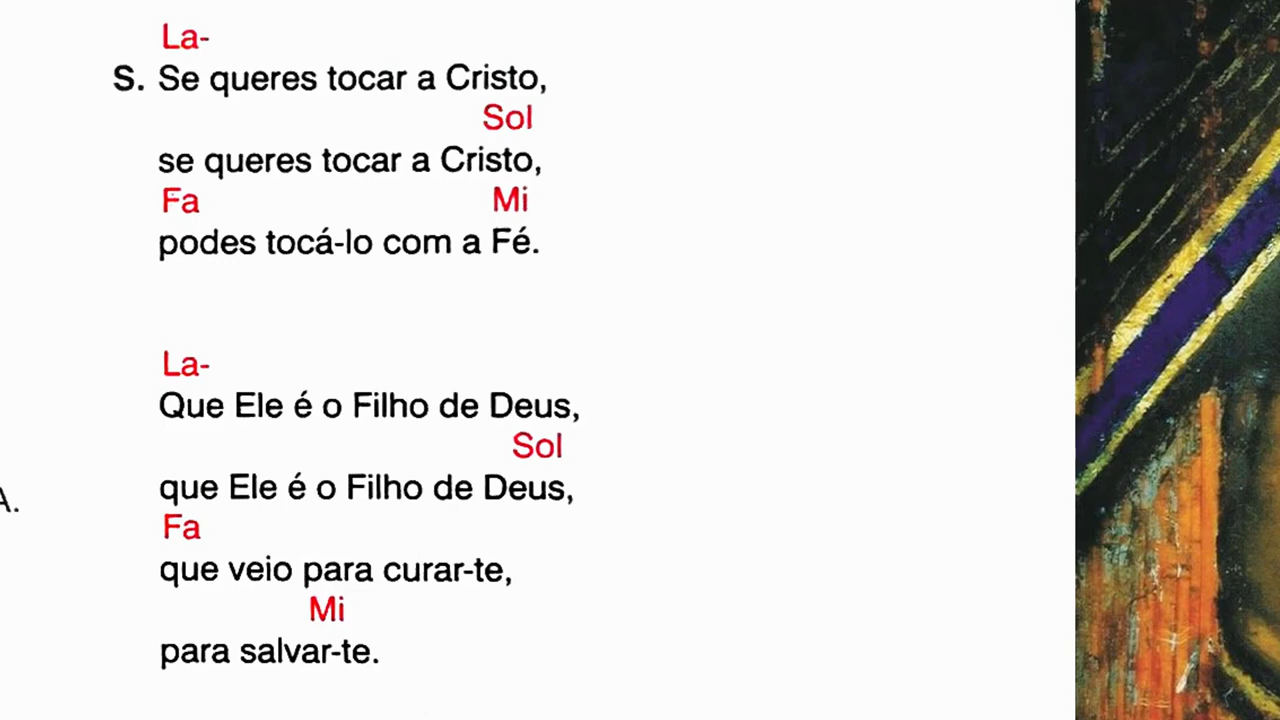 La-
S. Se queres tocar a Cristo,
Sol
se queres tocar a Cristo,
Fa Mi
podes tocá-lo com a Fé.
La-
Que Ele é o Filho de Deus,
Sol
que Ele é o Filho de Deus,
A.
Fa
que veio para curar-te,
Mi
para salvar-te.